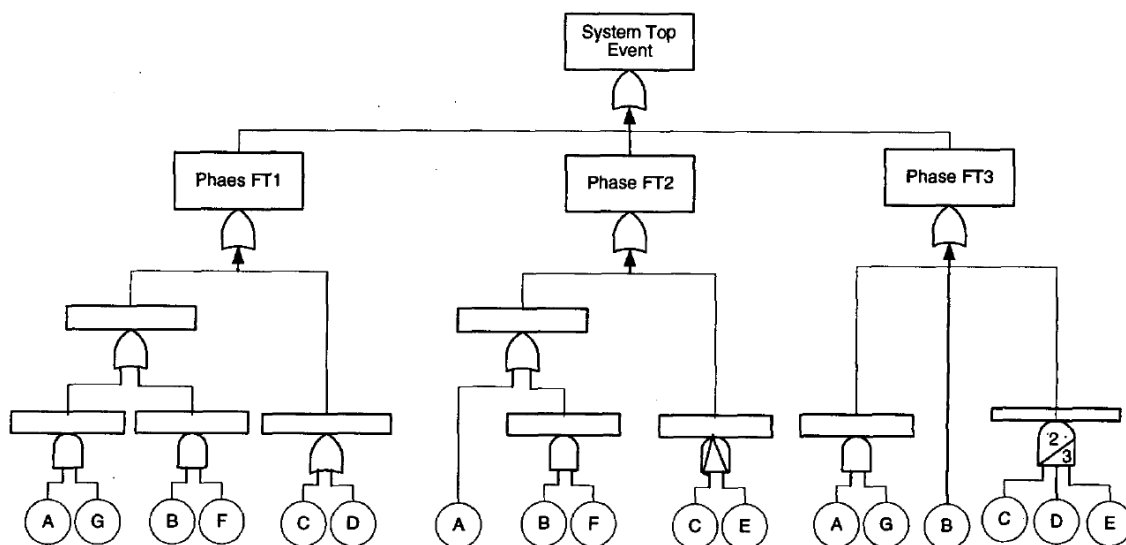 System Top
Event
Phaes FT1
Phase FT2
Phase FT3
2
3
A G B F C D A B F C E A G B C D E